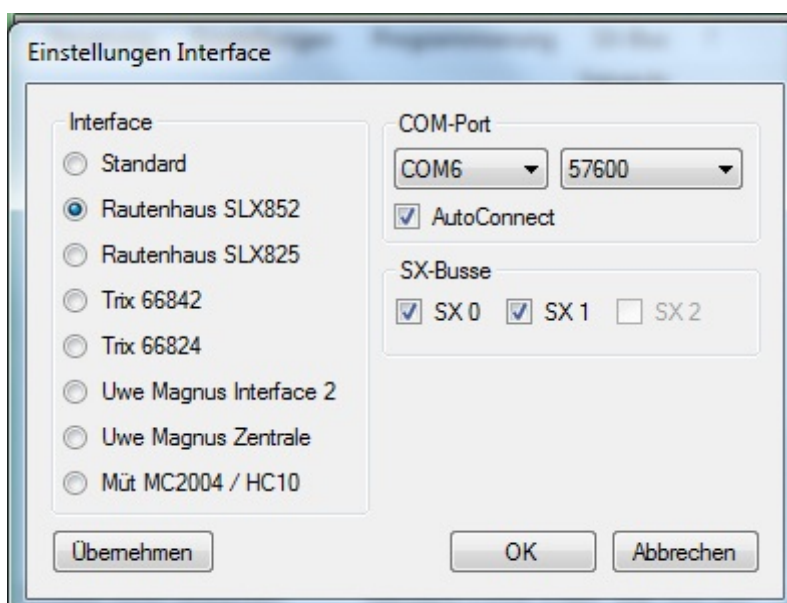 Einstellungen Interface
Interface
Standard
Rautenhaus SLX852
Rautenhaus SLX825
Trix 66842
Trix 66824
Uwe Magnus Interface 2
Uwe Magnus Zentrale
Müt MC2004 / HC10
COM-Port
COM6 57600
AutoConnect
SX-Busse
SX 0 SX 1 SX 2
Übernehmen OK Abbrechen